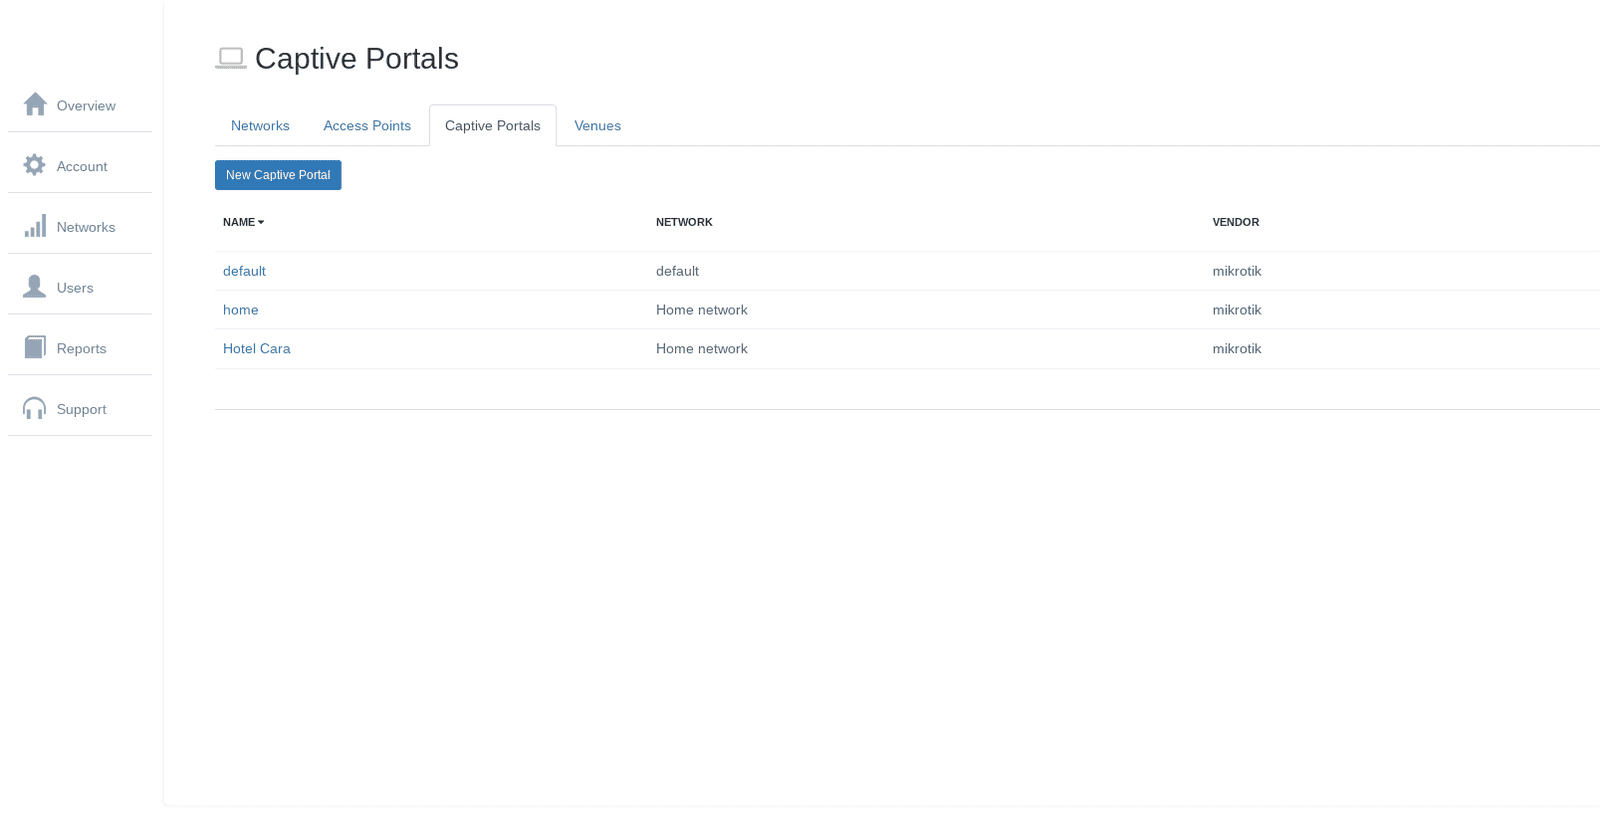 Captive Portals
Overview
Account
Networks
Users
Reports
Support
Networks Access Points Captive Portals Venues
New Captive Portal
NAME NETWORK VENDOR
default default mikrotik
home Home network mikrotik
Hotel Cara Home network mikrotik